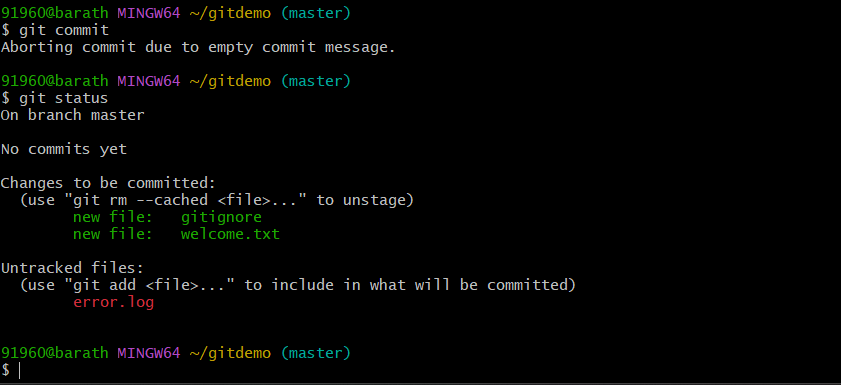 91960@barath MINGW64 ~/gitdemo (master)
$ git commit
Aborting commit due to empty commit message.
91960@barath MINGW64 ~/gitdemo (master)
$ git status
On branch master
No commits yet
Changes to be committed:
  (use "git rm --cached <file>..." to unstage)
        new file:   gitignore
        new file:   welcome.txt
Untracked files:
  (use "git add <file>..." to include in what will be committed)
        error.log
91960@barath MINGW64 ~/gitdemo (master)
$